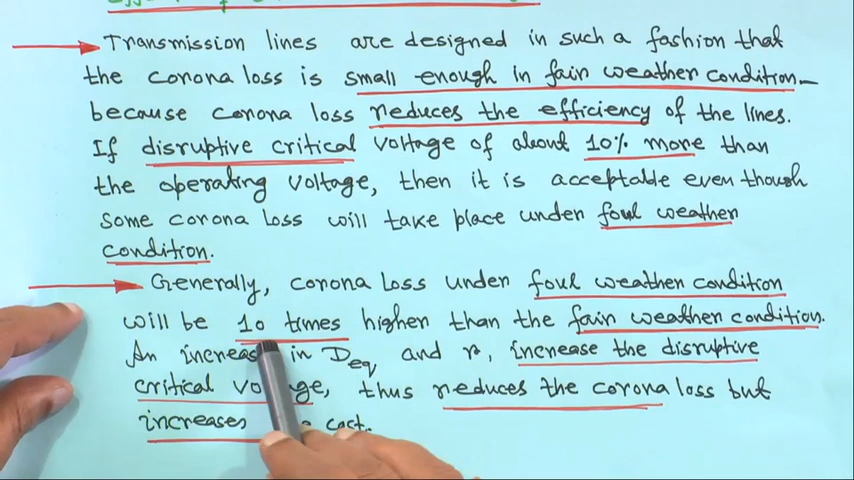 Transmission lines are designed in such a fashion that
the corona loss is small enough in fair weather condition
because corona loss reduces the efficiency of the lines.
If disruptive critical voltage of about 10% more than
the operating voltage, then it is acceptable even though
some corona loss will take place under foul weather
condition.
Generally, corona loss under foul weather condition
will be 10 times higher than the fair weather condition.
An increase in Deq and r, increase the disruptive
critical voltage, thus reduces the corona loss but
increases cost.